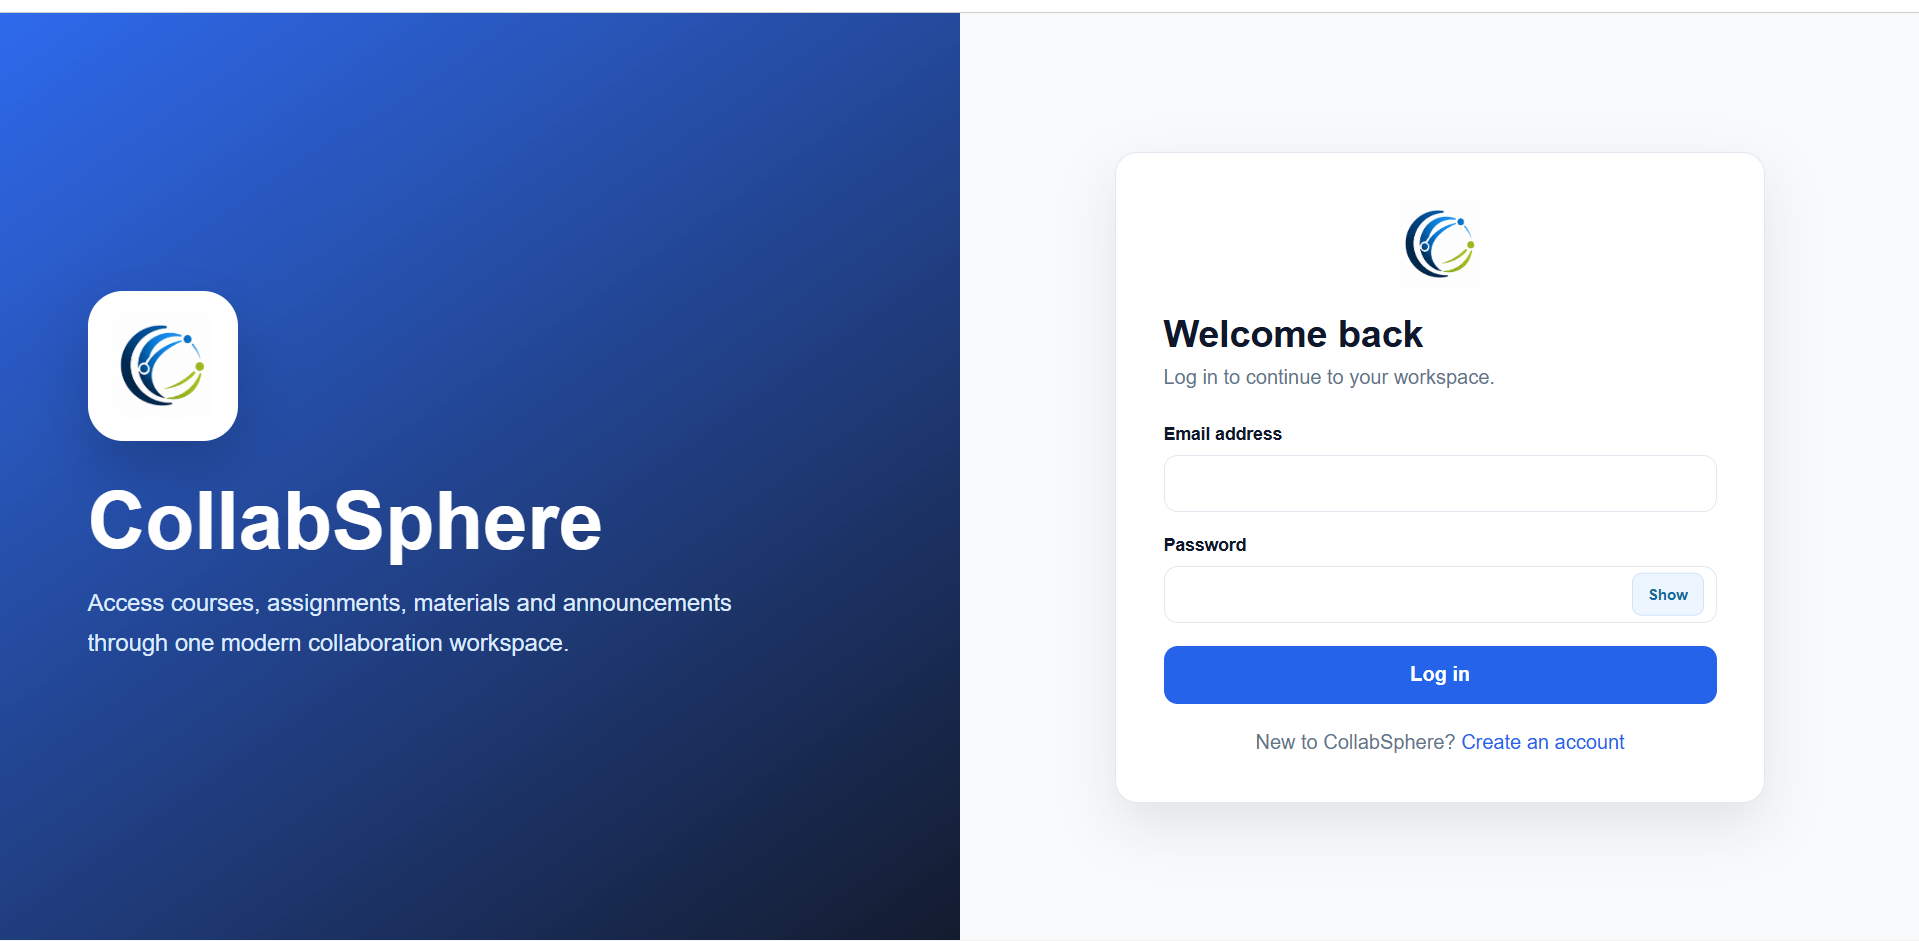 CollabSphere
Access courses, assignments, materials and announcements
through one modern collaboration workspace.
Welcome back
Log in to continue to your workspace.
Email address
Password
Show
Log in
New to CollabSphere? Create an account